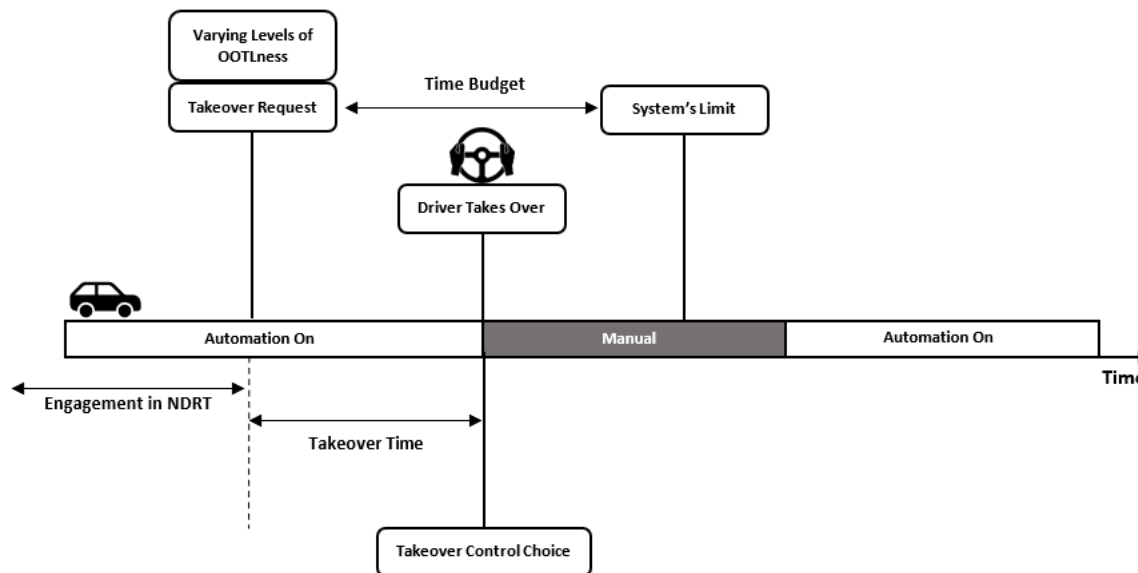 Varying Levels of
OOTLness
Takeover Request
Time Budget
System's Limit
Driver Takes Over
Automation On
Manual
Automation On
Time
Engagement in NDRT
Takeover Time
Takeover Control Choice